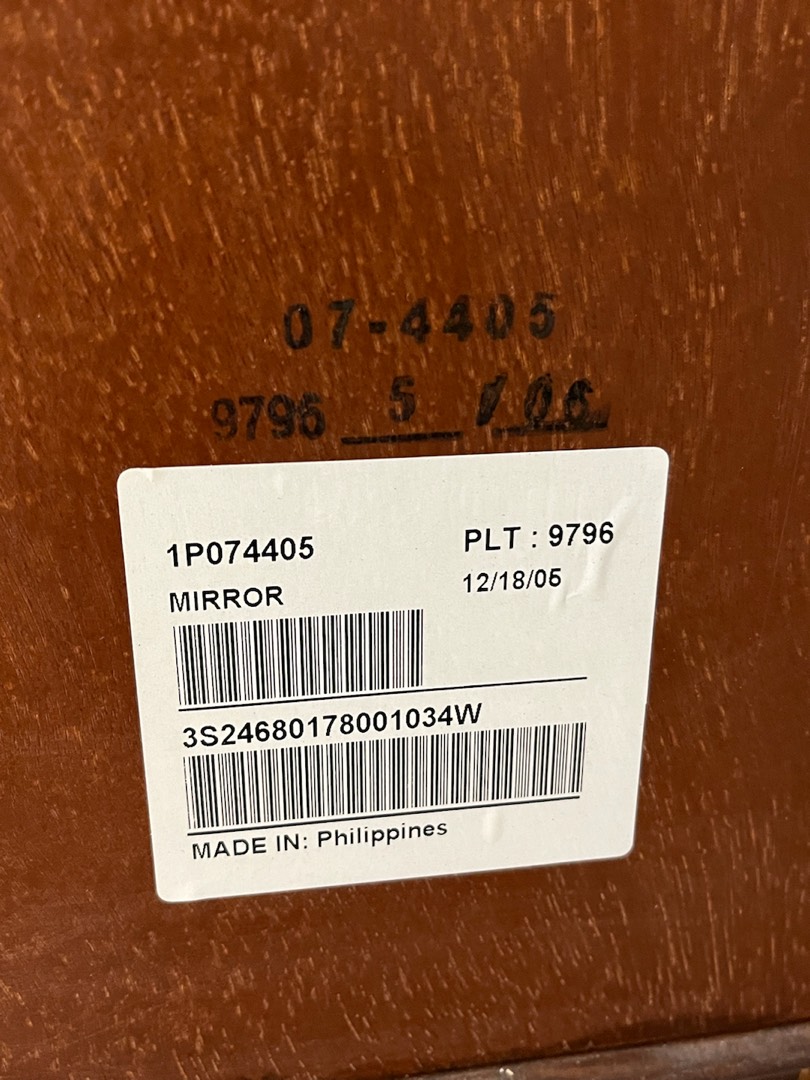 07-4405
9796 5 / 06
1P074405 PLT : 9796
MIRROR 12/18/05
3S24680178001034W
MADE IN: Philippines